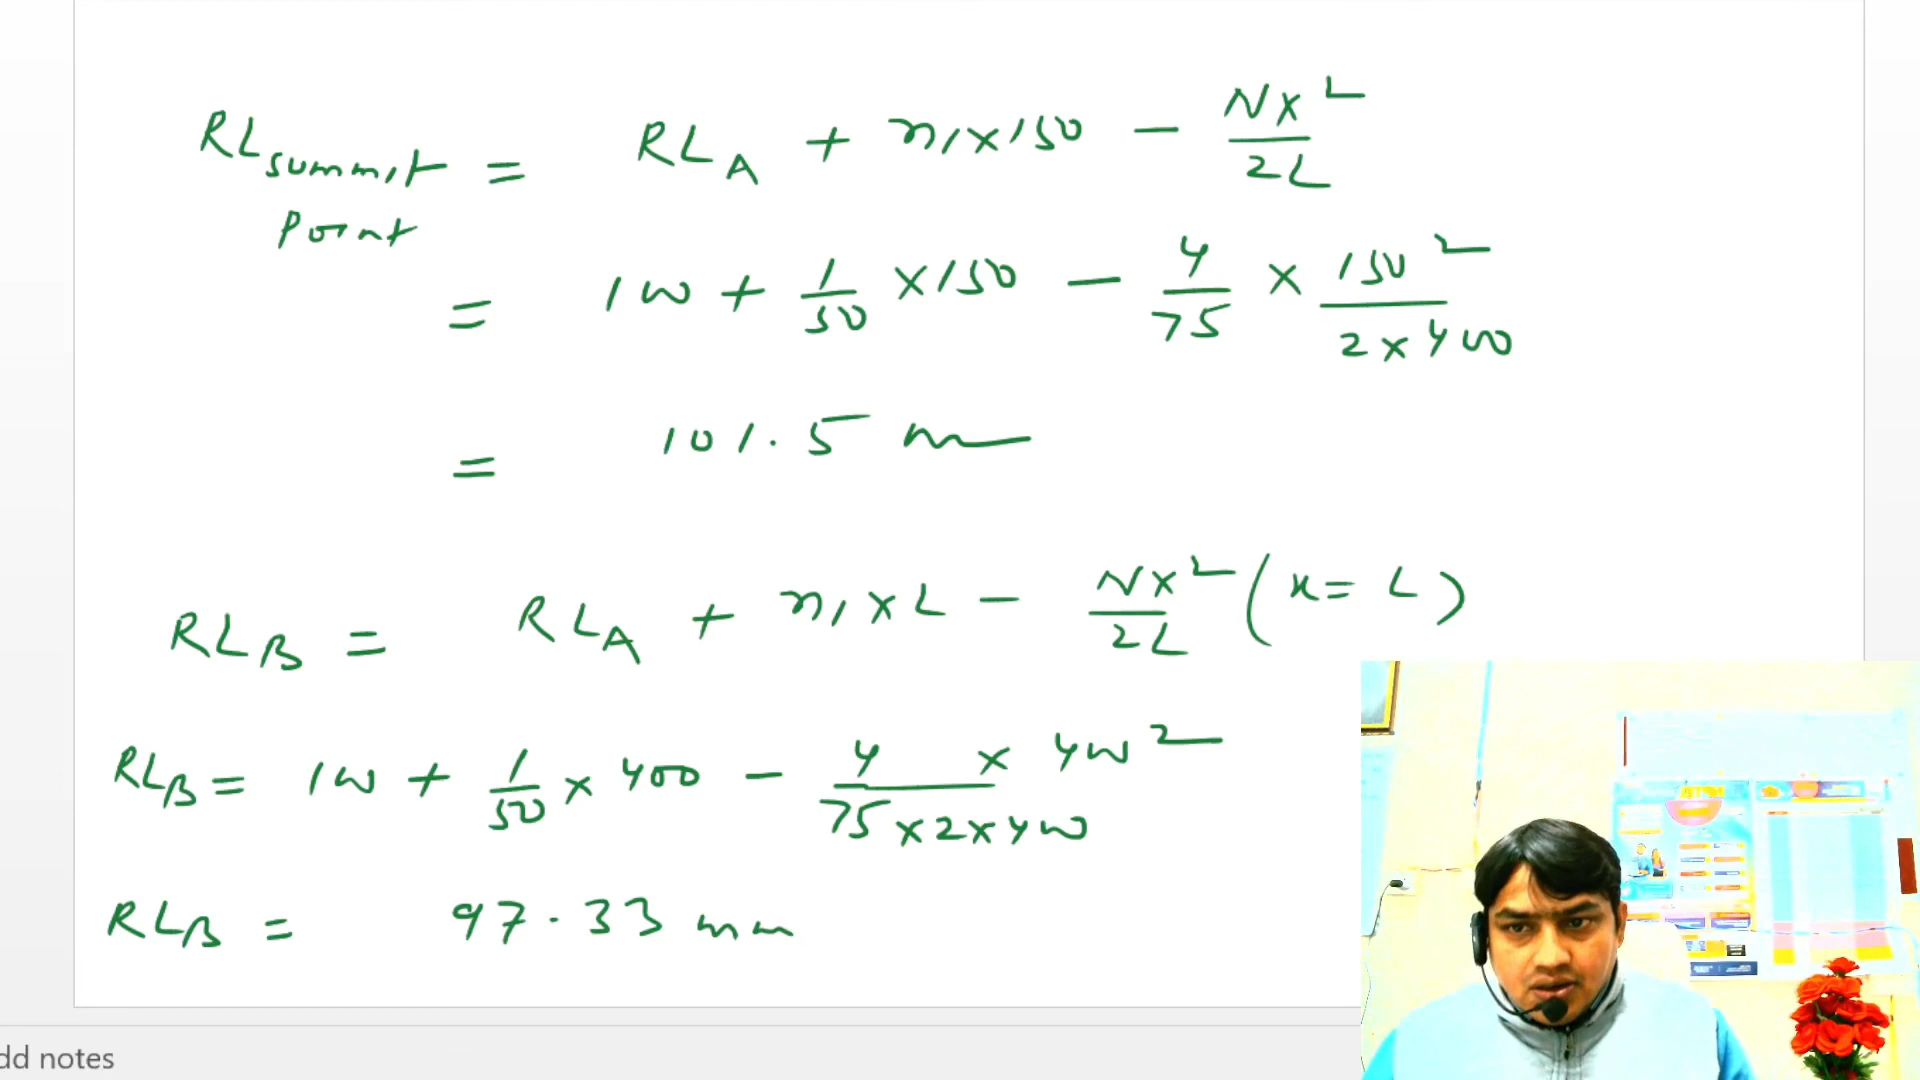 RL summit point = RL_A + n₁ × 150 − NX²/2L
= 100 + 1/50 × 150 − 4/75 × 150²/(2 × 400)
= 101.5 m
RL_B = RL_A + n₁ × L − NX²/2L (x = L)
RL_B = 100 + 1/50 × 400 − (4 × 400²)/(75 × 2 × 400)
RL_B = 97.33 m
dd notes